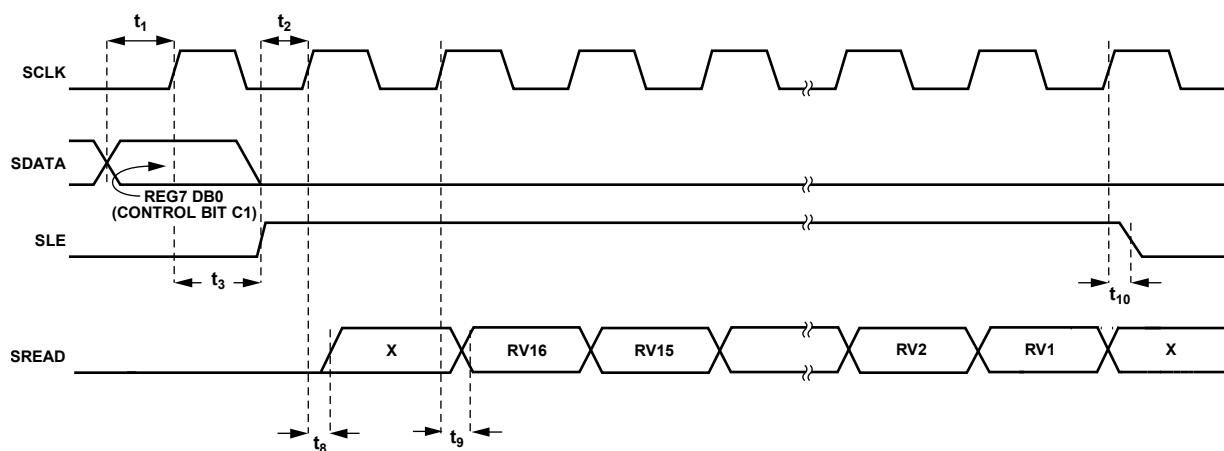 t1
t2
SCLK
SDATA
REG7 DB0
(CONTROL BIT C1)
SLE
t3
t10
SREAD
X
RV16
RV15
RV2
RV1
X
t8
t9